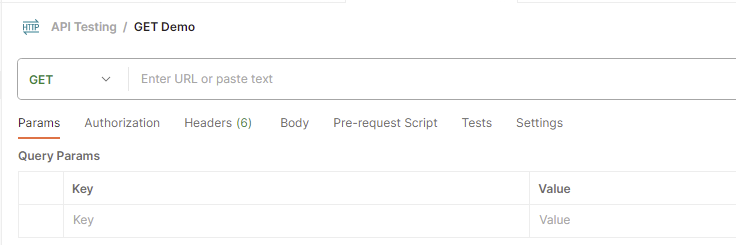 HTTP API Testing / GET Demo
GET Enter URL or paste text
Params Authorization Headers (6) Body Pre-request Script Tests Settings
Query Params
Key Value
Key Value